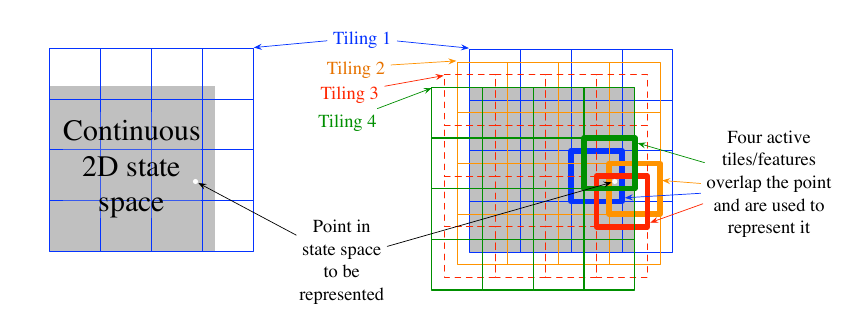 Tiling 1
Tiling 2
Tiling 3
Tiling 4
Continuous
2D state
space
Point in
state space
to be
represented
Four active
tiles/features
overlap the point
and are used to
represent it